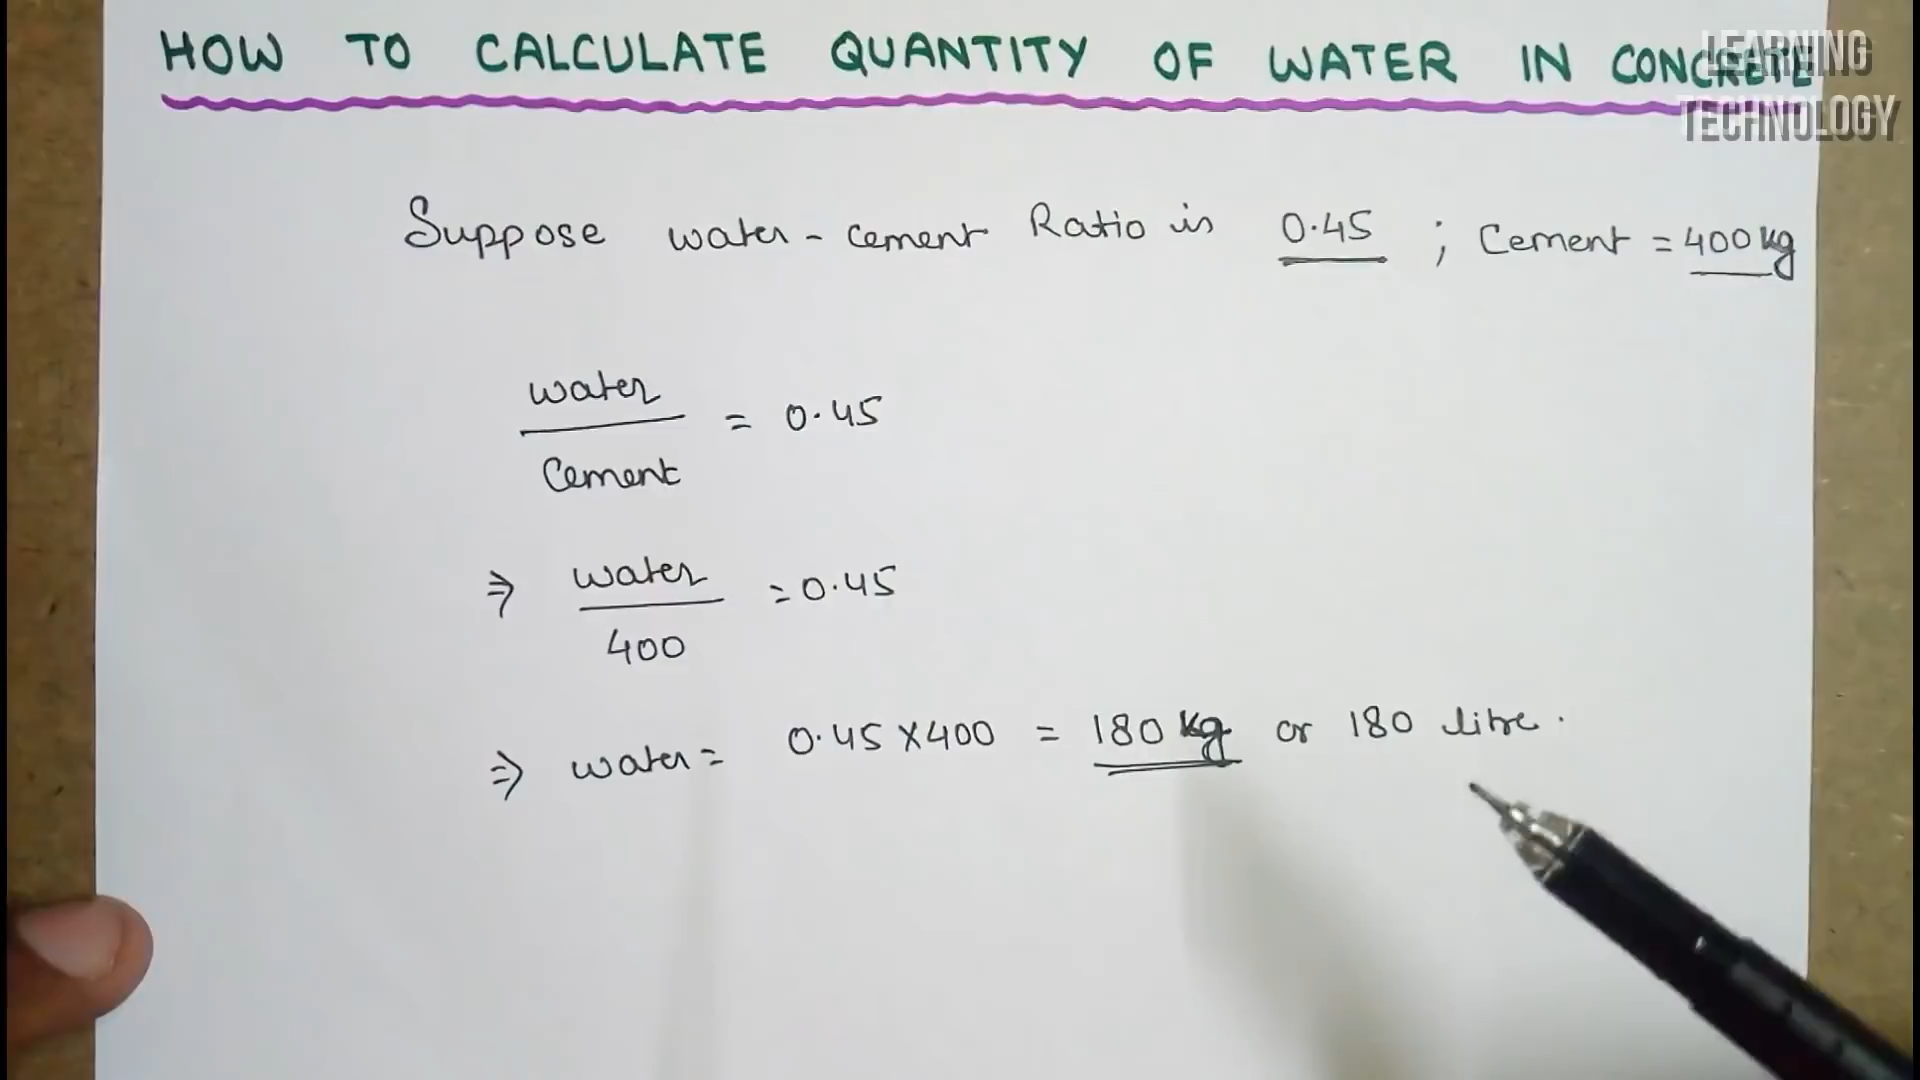 HOW TO CALCULATE QUANTITY OF WATER IN CONCRETE
LEARNING
TECHNOLOGY
Suppose water-cement Ratio is 0.45 ; Cement = 400 kg
water
Cement
= 0.45
⇒ water
400
= 0.45
⇒ water = 0.45 × 400 = 180 kg or 180 litre.